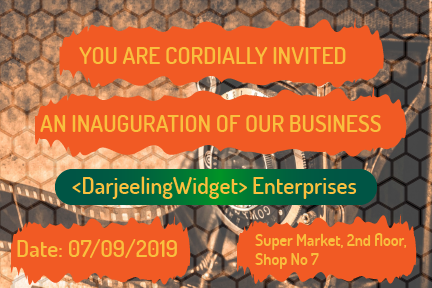 YOU ARE CORDIALLY INVITED
AN INAUGURATION OF OUR BUSINESS
<DarjeelingWidget> Enterprises
Date: 07/09/2019
Super Market, 2nd floor,
Shop No 7